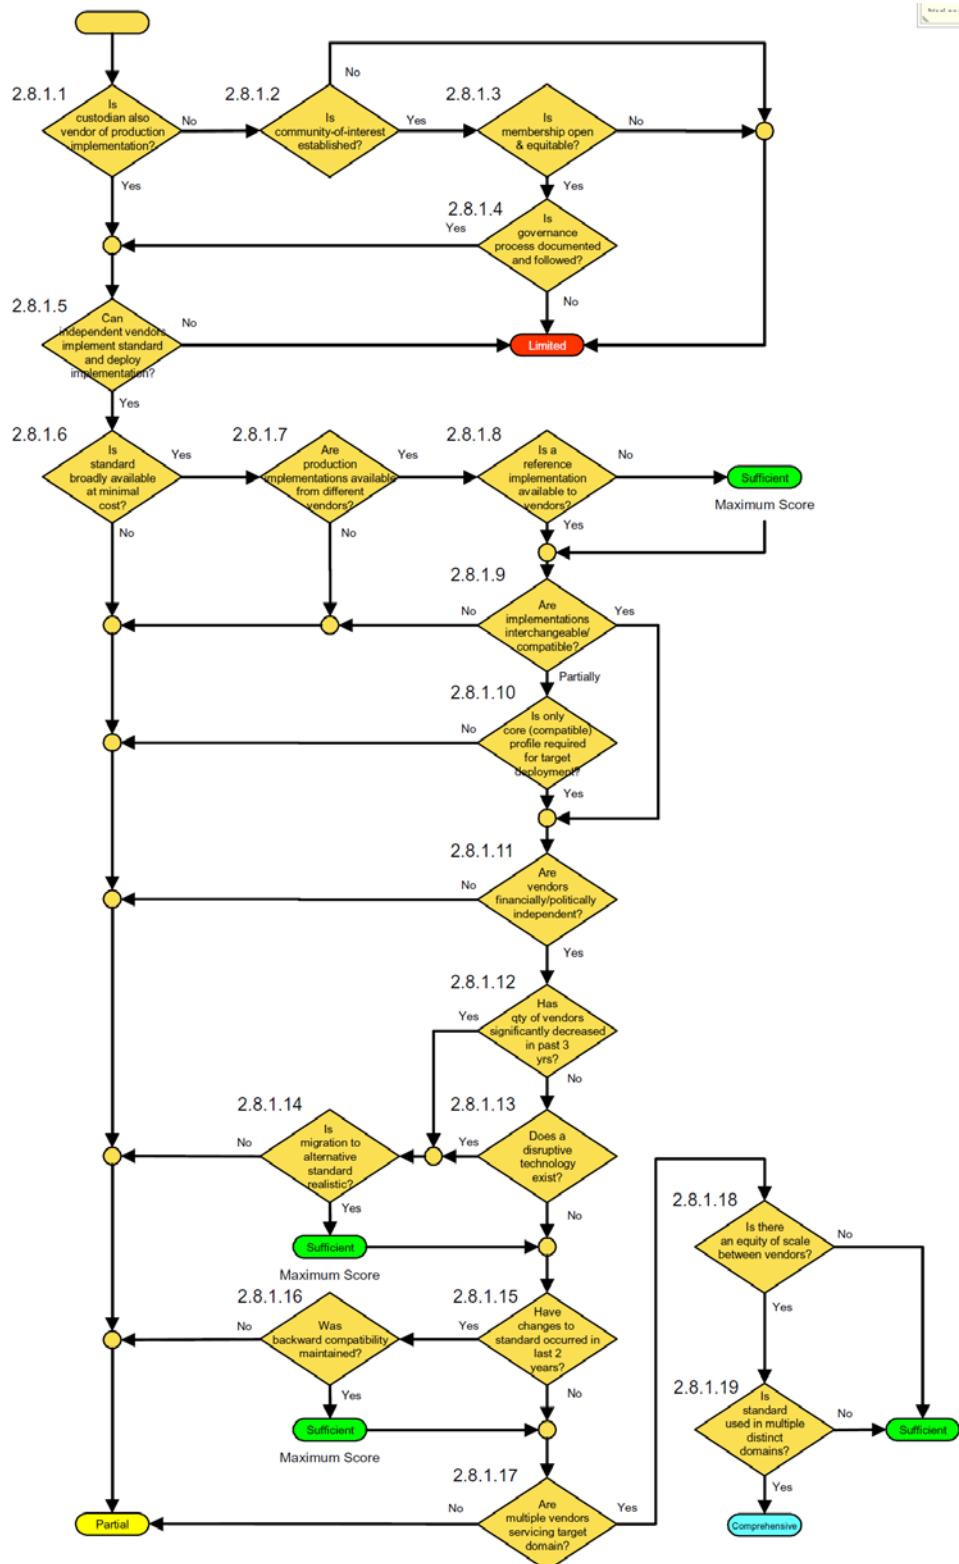 No
2.8.1.1
2.8.1.2
2.8.1.3
Is
custodian also
vendor of production
implementation?
No
Is
community-of-interest
established?
Yes
Is
membership open
& equitable?
No
Yes
Yes
2.8.1.4
Yes
Is
governance
process documented
and followed?
No
2.8.1.5
Can
independent vendors
implement standard
and deploy
implementation?
No
Limited
Yes
2.8.1.6
2.8.1.7
2.8.1.8
Is
standard
broadly available
at minimal
cost?
Yes
Are
production
implementations available
from different
vendors?
Yes
Is a
reference
implementation
available to
vendors?
No
Sufficient
Maximum Score
No
No
Yes
2.8.1.9
No
Are
implementations
interchangeable/
compatible?
Yes
Partially
2.8.1.10
No
Is only
core (compatible)
profile required
for target
deployment?
Yes
2.8.1.11
No
Are
vendors
financially/politically
independent?
Yes
2.8.1.12
Yes
Has
qty of vendors
significantly decreased
in past 3
yrs?
No
2.8.1.14
2.8.1.13
No
Is
migration to
alternative
standard
realistic?
Yes
Does a
disruptive
technology
exist?
Yes
No
Sufficient
Maximum Score
2.8.1.18
Is there
an equity of scale
between vendors?
No
Yes
2.8.1.16
2.8.1.15
No
Was
backward compatibility
maintained?
Yes
Have
changes to
standard occurred in
last 2
years?
Yes
No
Sufficient
Maximum Score
2.8.1.19
Is
standard
used in multiple
distinct
domains?
No
Sufficient
Yes
Comprehensive
2.8.1.17
Partial
No
Are
multiple vendors
servicing target
domain?
Yes